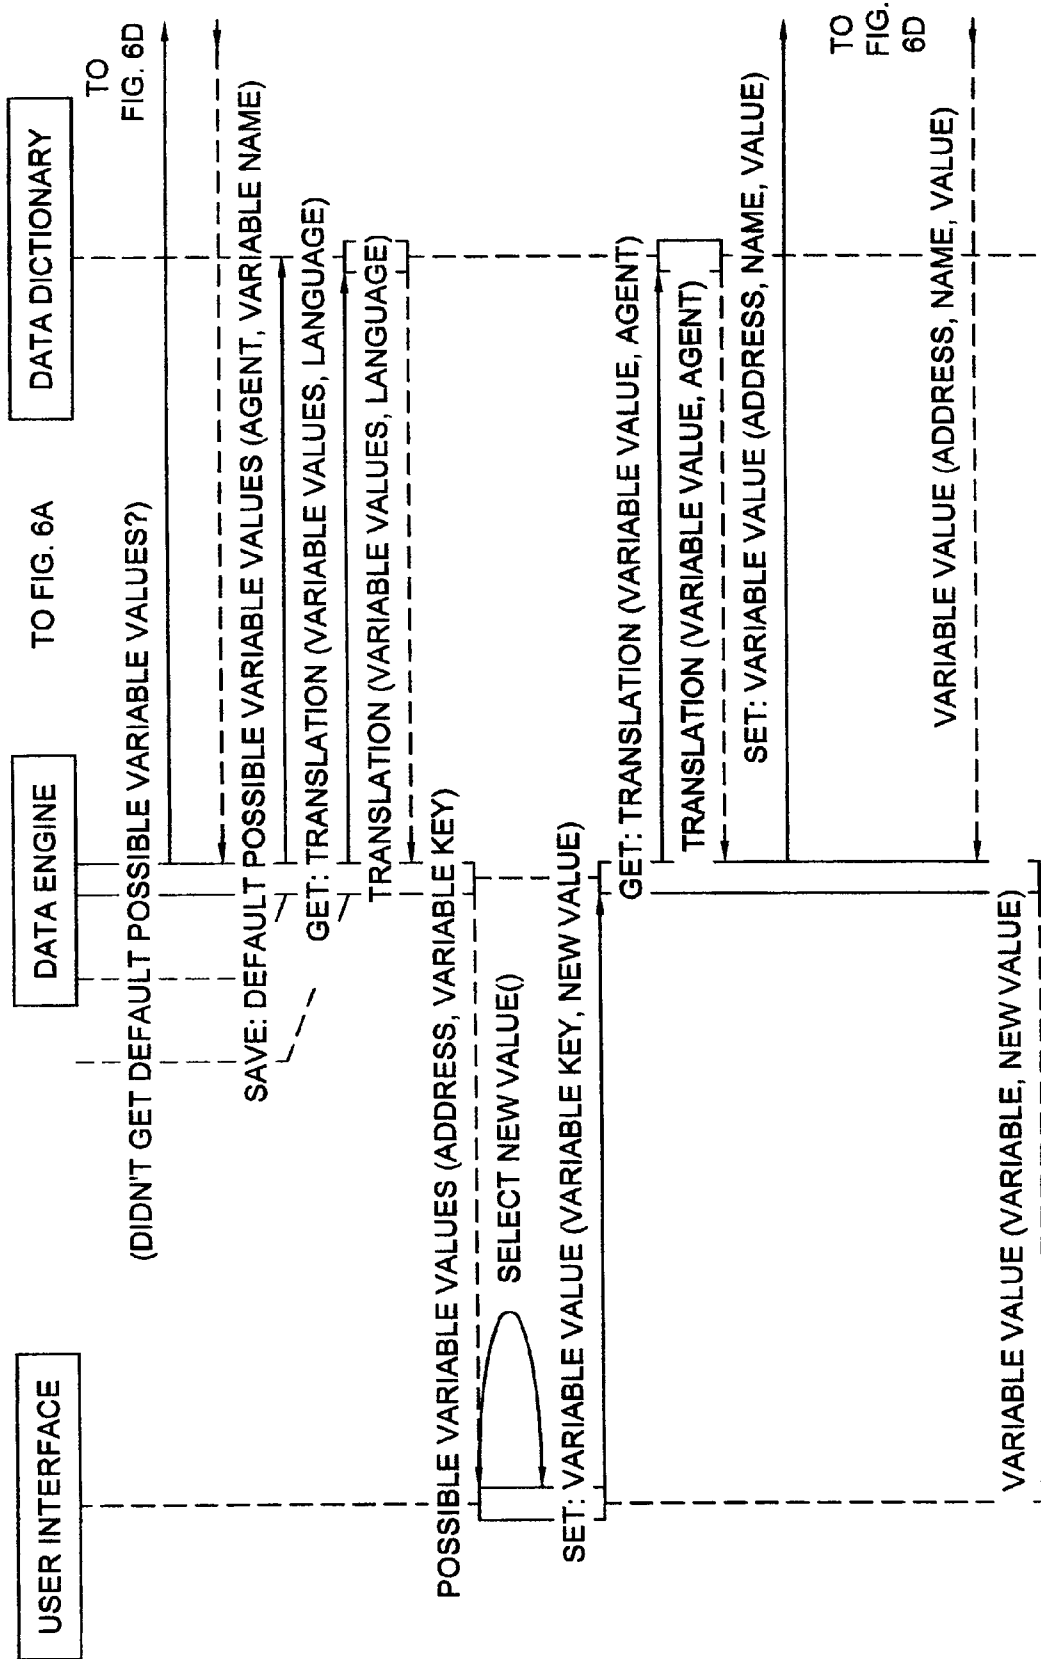 USER INTERFACE
DATA ENGINE
TO FIG. 6A
DATA DICTIONARY
TO
FIG. 6D
(DIDN'T GET DEFAULT POSSIBLE VARIABLE VALUES?)
SAVE: DEFAULT POSSIBLE VARIABLE VALUES (AGENT, VARIABLE NAME)
GET: TRANSLATION (VARIABLE VALUES, LANGUAGE)
TRANSLATION (VARIABLE VALUES, LANGUAGE)
POSSIBLE VARIABLE VALUES (ADDRESS, VARIABLE KEY)
SELECT NEW VALUE()
SET: VARIABLE VALUE (VARIABLE KEY, NEW VALUE)
GET: TRANSLATION (VARIABLE VALUE, AGENT)
TRANSLATION (VARIABLE VALUE, AGENT)
SET: VARIABLE VALUE (ADDRESS, NAME, VALUE)
TO
FIG.
6D
VARIABLE VALUE (ADDRESS, NAME, VALUE)
VARIABLE VALUE (VARIABLE, NEW VALUE)